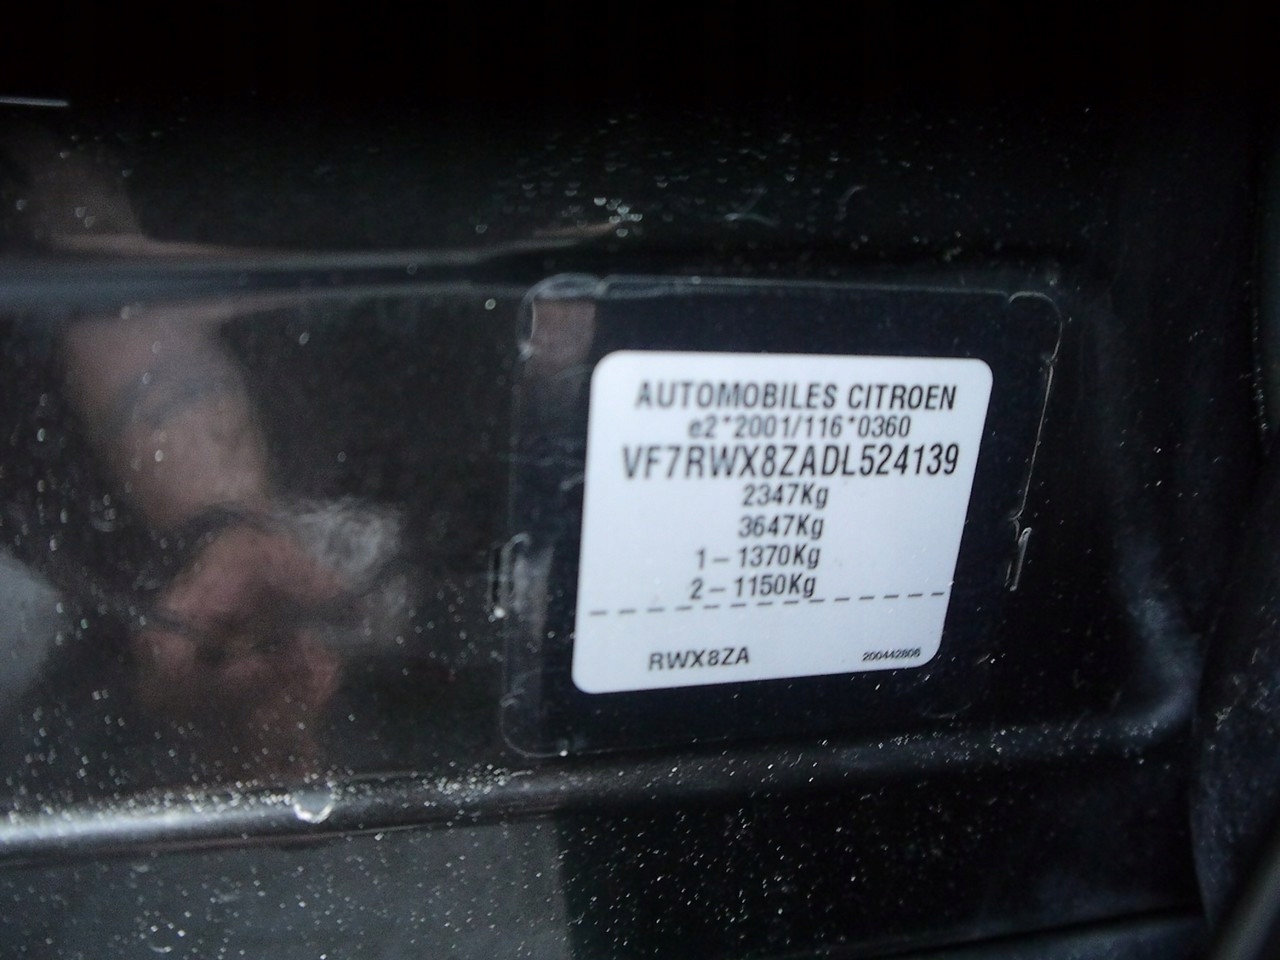 AUTOMOBILES CITROEN
e2*2001/116*0360
VF7RWX8ZADL524139
2347Kg
3647Kg
1 – 1370Kg
2 – 1150Kg
RWX8ZA 200442806